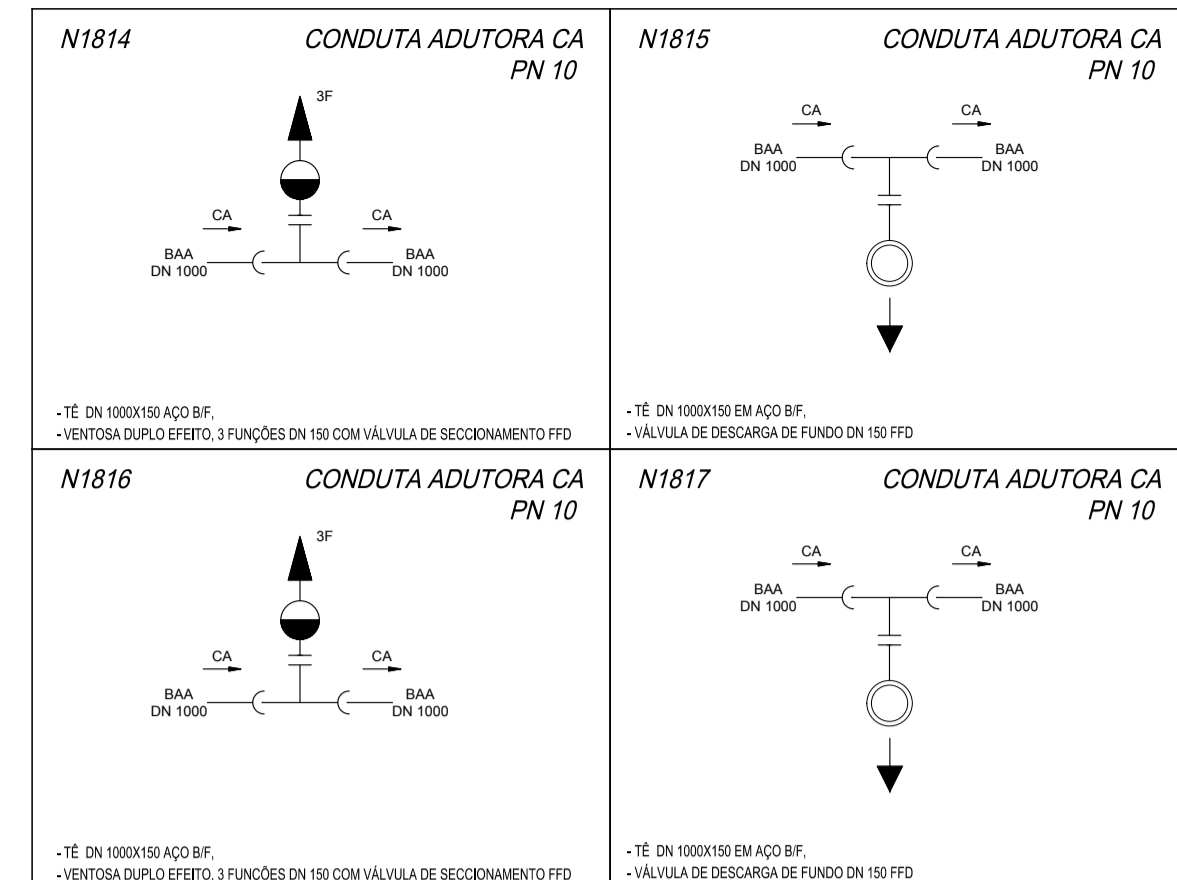 N1814
CONDUTA ADUTORA CA
PN 10
3F
CA
CA
BAA
DN 1000
BAA
DN 1000
- TÊ DN 1000X150 AÇO B/F,
- VENTOSA DUPLO EFEITO, 3 FUNÇÕES DN 150 COM VÁLVULA DE SECCIONAMENTO FFD
N1815
CONDUTA ADUTORA CA
PN 10
CA
CA
BAA
DN 1000
BAA
DN 1000
- TÊ DN 1000X150 EM AÇO B/F,
- VÁLVULA DE DESCARGA DE FUNDO DN 150 FFD
N1816
CONDUTA ADUTORA CA
PN 10
3F
CA
CA
BAA
DN 1000
BAA
DN 1000
- TÊ DN 1000X150 AÇO B/F,
- VENTOSA DUPLO EFEITO, 3 FUNÇÕES DN 150 COM VÁLVULA DE SECCIONAMENTO FFD
N1817
CONDUTA ADUTORA CA
PN 10
CA
CA
BAA
DN 1000
BAA
DN 1000
- TÊ DN 1000X150 EM AÇO B/F,
- VÁLVULA DE DESCARGA DE FUNDO DN 150 FFD